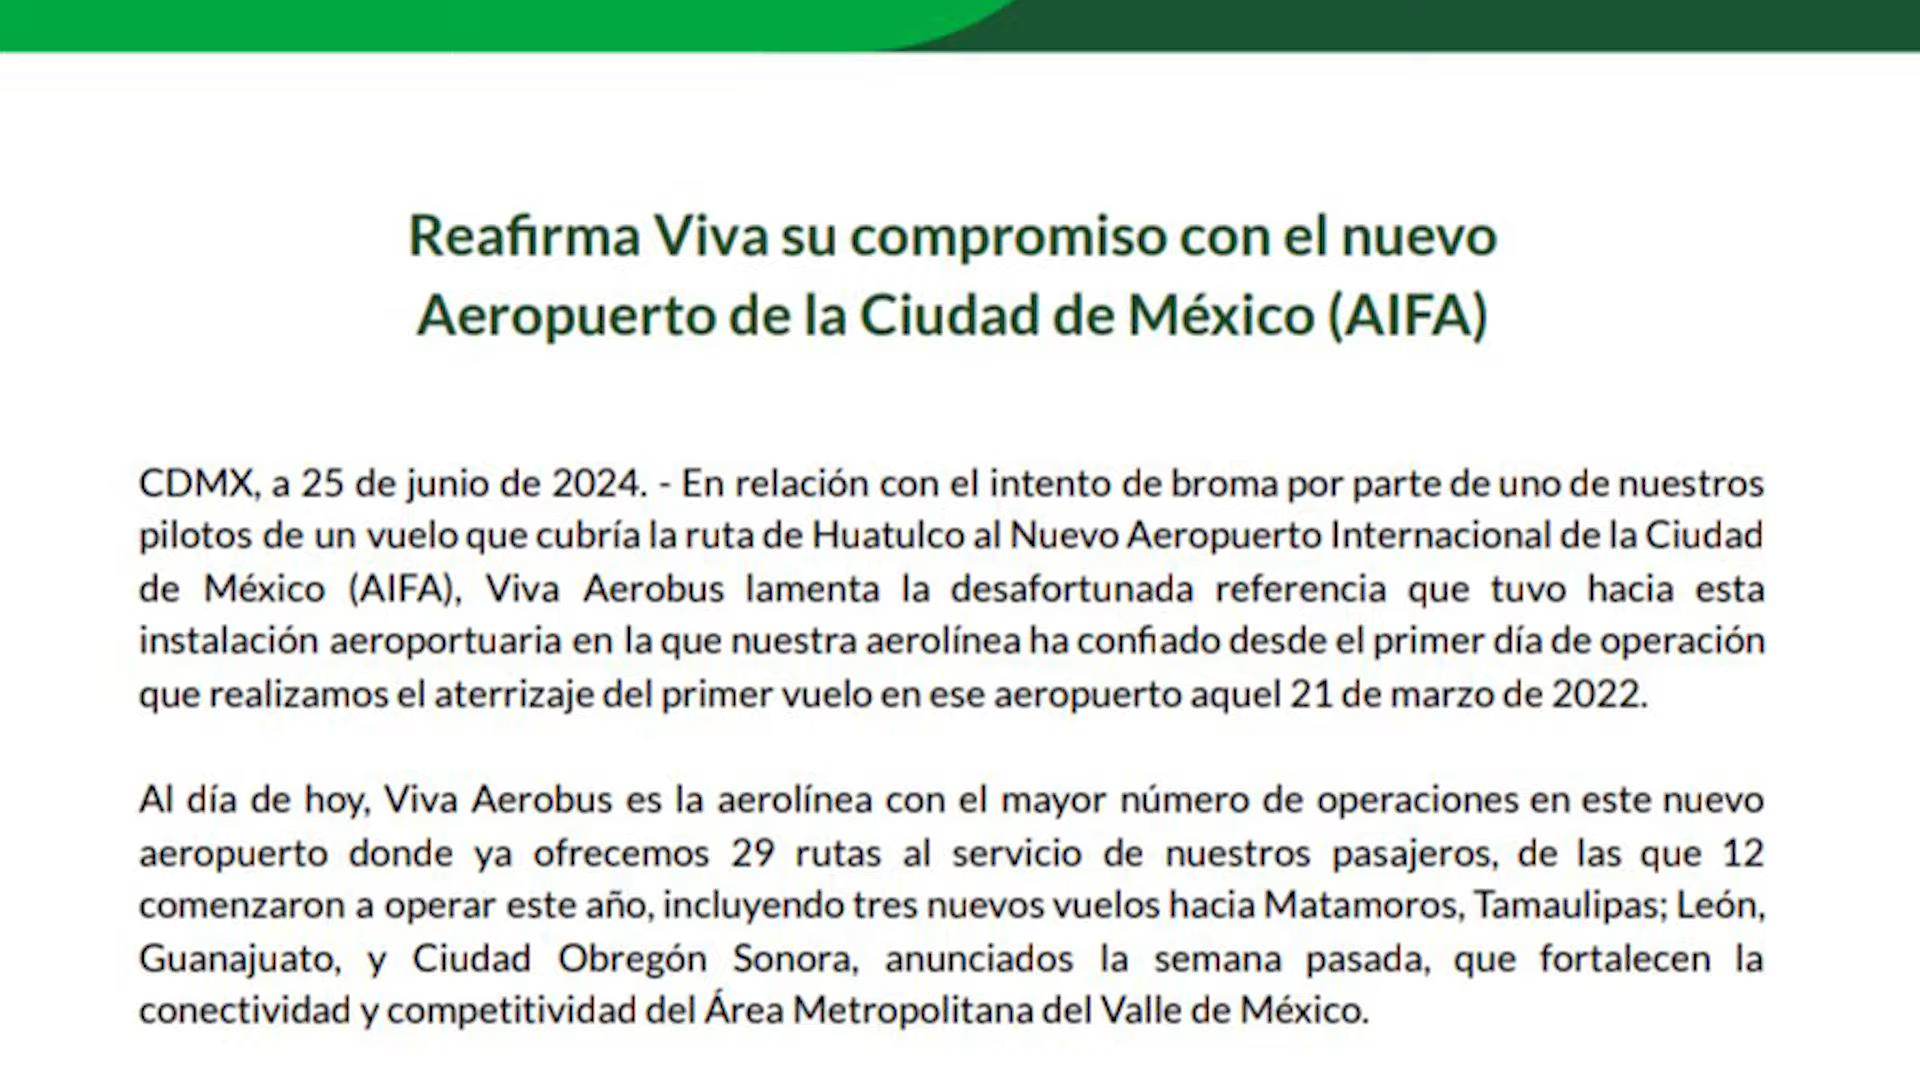 Reafirma Viva su compromiso con el nuevo
Aeropuerto de la Ciudad de México (AIFA)
CDMX, a 25 de junio de 2024. - En relación con el intento de broma por parte de uno de nuestros
pilotos de un vuelo que cubría la ruta de Huatulco al Nuevo Aeropuerto Internacional de la Ciudad
de México (AIFA), Viva Aerobus lamenta la desafortunada referencia que tuvo hacia esta
instalación aeroportuaria en la que nuestra aerolínea ha confiado desde el primer día de operación
que realizamos el aterrizaje del primer vuelo en ese aeropuerto aquel 21 de marzo de 2022.
Al día de hoy, Viva Aerobus es la aerolínea con el mayor número de operaciones en este nuevo
aeropuerto donde ya ofrecemos 29 rutas al servicio de nuestros pasajeros, de las que 12
comenzaron a operar este año, incluyendo tres nuevos vuelos hacia Matamoros, Tamaulipas; León,
Guanajuato, y Ciudad Obregón Sonora, anunciados la semana pasada, que fortalecen la
conectividad y competitividad del Área Metropolitana del Valle de México.